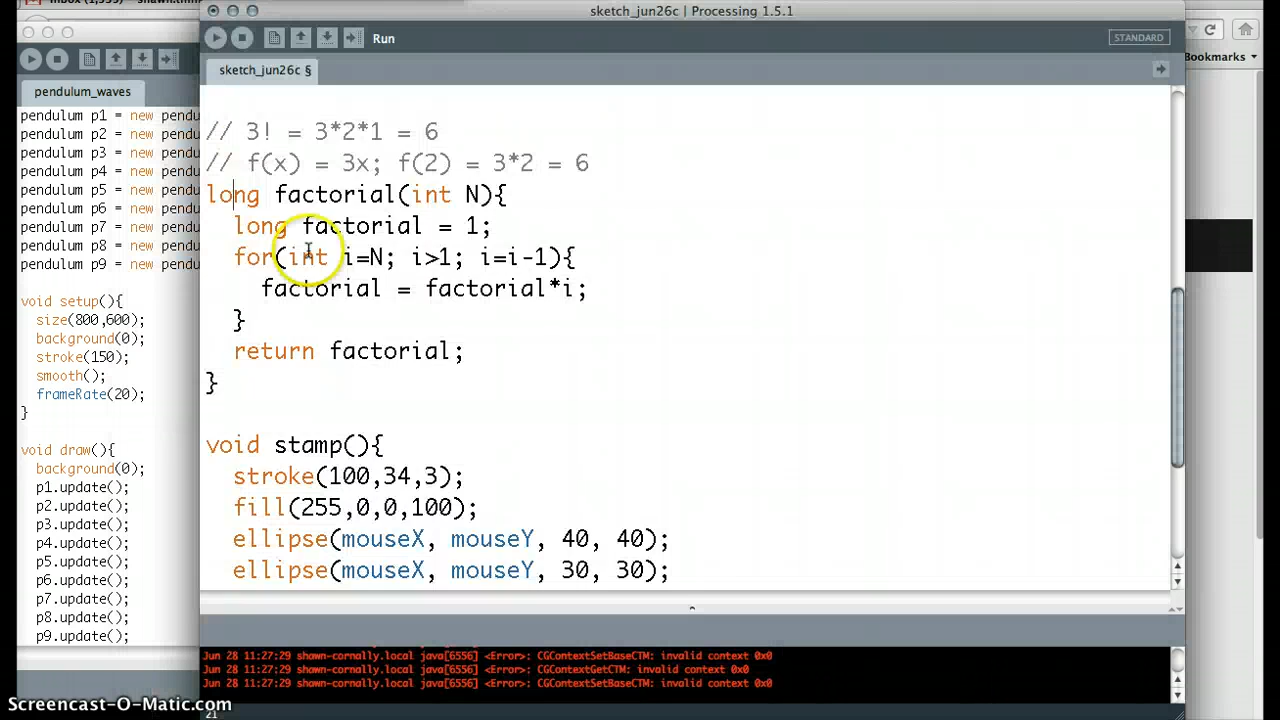 sketch_jun26c | Processing 1.5.1
Run
STANDARD
sketch_jun26c §
// 3! = 3*2*1 = 6
// f(x) = 3x; f(2) = 3*2 = 6
long factorial(int N){
long factorial = 1;
for(int i=N; i>1; i=i-1){
factorial = factorial*i;
}
return factorial;
}
void stamp(){
stroke(100,34,3);
fill(255,0,0,100);
ellipse(mouseX, mouseY, 40, 40);
ellipse(mouseX, mouseY, 30, 30);
Jun 28 11:27:29 shawn-cornally.local java[6556] <Error>: CGContextSetBaseCTM: invalid context 0x0
Jun 28 11:27:29 shawn-cornally.local java[6556] <Error>: CGContextGetCTM: invalid context 0x0
Jun 28 11:27:29 shawn-cornally.local java[6556] <Error>: CGContextSetBaseCTM: invalid context 0x0
21
pendulum_waves
pendulum p1 = new pendu
pendulum p2 = new pendu
pendulum p3 = new pendu
pendulum p4 = new pendu
pendulum p5 = new pendu
pendulum p6 = new pendu
pendulum p7 = new pendu
pendulum p8 = new pendu
pendulum p9 = new pendu
void setup(){
size(800,600);
background(0);
stroke(150);
smooth();
frameRate(20);
}
void draw(){
background(0);
p1.update();
p2.update();
p3.update();
p4.update();
p5.update();
p6.update();
p7.update();
p8.update();
p9.update();
Bookmarks
Screencast-O-Matic.com